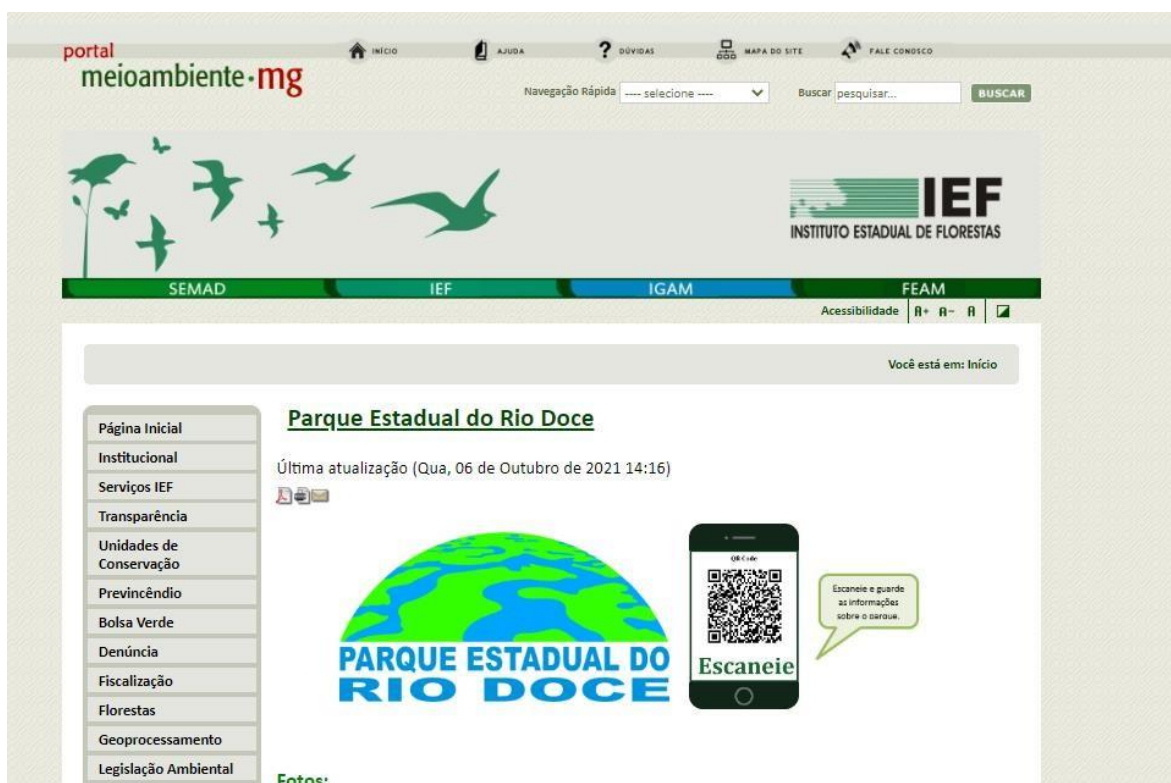 portal
meioambiente·mg
INÍCIO
AJUDA
? DÚVIDAS
MAPA DO SITE
FALE CONOSCO
Navegação Rápida ---- selecione ----
Buscar pesquisar... BUSCAR
IEF
INSTITUTO ESTADUAL DE FLORESTAS
SEMAD IEF IGAM FEAM
Acessibilidade A+ A- A
Você está em: Início
Página Inicial
Institucional
Serviços IEF
Transparência
Unidades de
Conservação
Previncêndio
Bolsa Verde
Denúncia
Fiscalização
Florestas
Geoprocessamento
Legislação Ambiental
Parque Estadual do Rio Doce
Última atualização (Qua, 06 de Outubro de 2021 14:16)
PARQUE ESTADUAL DO
RIO DOCE
QR Code
Escaneie
Escaneie e guarde
as informações
sobre o parque.
Fotos: